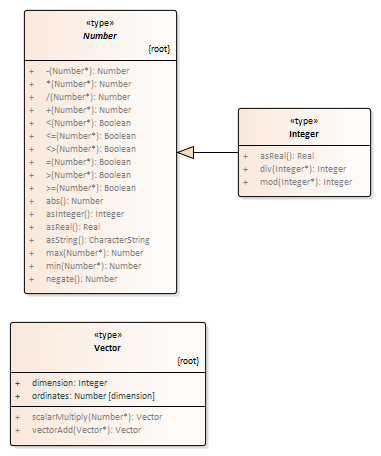 «type»
Number
{root}
+ -(Number*): Number
+ *(Number*): Number
+ /(Number*): Number
+ +(Number*): Number
+ <(Number*): Boolean
+ <=(Number*): Boolean
+ <>(Number*): Boolean
+ =(Number*): Boolean
+ >(Number*): Boolean
+ >=(Number*): Boolean
+ abs(): Number
+ asInteger(): Integer
+ asReal(): Real
+ asString(): CharacterString
+ max(Number*): Number
+ min(Number*): Number
+ negate(): Number
«type»
Integer
+ asReal(): Real
+ div(Integer*): Integer
+ mod(Integer*): Integer
«type»
Vector
{root}
+ dimension: Integer
+ ordinates: Number [dimension]
+ scalarMultiply(Number*): Vector
+ vectorAdd(Vector*): Vector